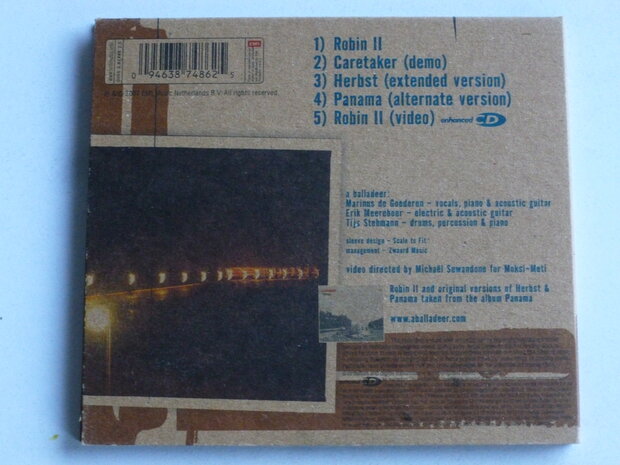 0 94638 74862 5
EMI
EMI Music Netherlands B.V. All rights reserved.
1) Robin II
2) Caretaker (demo)
3) Herbst (extended version)
4) Panama (alternate version)
5) Robin II (video) enhanced CD
a balladeer:
Marinus de Goederen - vocals, piano & acoustic guitar
Erik Meereboer - electric & acoustic guitar
Tijs Stehmann - drums, percussion & piano
sleeve design - Scale to Fit
management - Zwaard Music
video directed by Michaël Sewandono for Moksi-Meti
Robin II and original versions of Herbst &
Panama taken from the album Panama
www.aballadeer.com